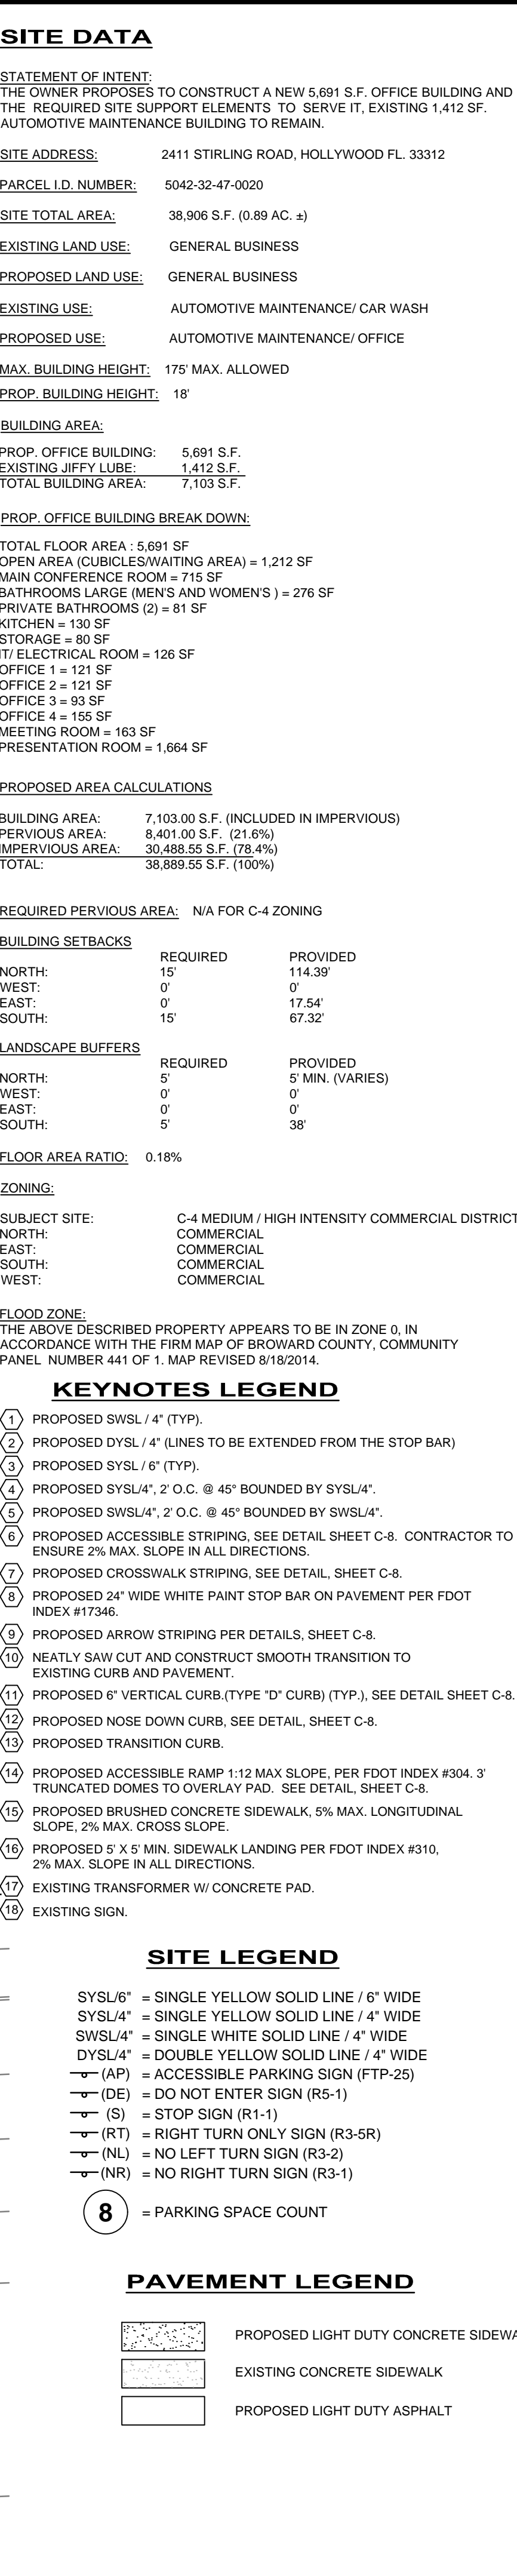 SITE DATA
STATEMENT OF INTENT:
THE OWNER PROPOSES TO CONSTRUCT A NEW 5,691 S.F. OFFICE BUILDING AND
THE REQUIRED SITE SUPPORT ELEMENTS TO SERVE IT, EXISTING 1,412 SF.
AUTOMOTIVE MAINTENANCE BUILDING TO REMAIN.
SITE ADDRESS: 2411 STIRLING ROAD, HOLLYWOOD FL. 33312
PARCEL I.D. NUMBER: 5042-32-47-0020
SITE TOTAL AREA: 38,906 S.F. (0.89 AC. ±)
EXISTING LAND USE: GENERAL BUSINESS
PROPOSED LAND USE: GENERAL BUSINESS
EXISTING USE: AUTOMOTIVE MAINTENANCE/ CAR WASH
PROPOSED USE: AUTOMOTIVE MAINTENANCE/ OFFICE
MAX. BUILDING HEIGHT: 175' MAX. ALLOWED
PROP. BUILDING HEIGHT: 18'
BUILDING AREA:
PROP. OFFICE BUILDING: 5,691 S.F.
EXISTING JIFFY LUBE: 1,412 S.F.
TOTAL BUILDING AREA: 7,103 S.F.
PROP. OFFICE BUILDING BREAK DOWN:
TOTAL FLOOR AREA : 5,691 SF
OPEN AREA (CUBICLES/WAITING AREA) = 1,212 SF
MAIN CONFERENCE ROOM = 715 SF
BATHROOMS LARGE (MEN'S AND WOMEN'S ) = 276 SF
PRIVATE BATHROOMS (2) = 81 SF
KITCHEN = 130 SF
STORAGE = 80 SF
IT/ ELECTRICAL ROOM = 126 SF
OFFICE 1 = 121 SF
OFFICE 2 = 121 SF
OFFICE 3 = 93 SF
OFFICE 4 = 155 SF
MEETING ROOM = 163 SF
PRESENTATION ROOM = 1,664 SF
PROPOSED AREA CALCULATIONS
BUILDING AREA: 7,103.00 S.F. (INCLUDED IN IMPERVIOUS)
PERVIOUS AREA: 8,401.00 S.F. (21.6%)
IMPERVIOUS AREA: 30,488.55 S.F. (78.4%)
TOTAL: 38,889.55 S.F. (100%)
REQUIRED PERVIOUS AREA: N/A FOR C-4 ZONING
BUILDING SETBACKS
REQUIRED PROVIDED
NORTH: 15' 114.39'
WEST: 0' 0'
EAST: 0' 17.54'
SOUTH: 15' 67.32'
LANDSCAPE BUFFERS
REQUIRED PROVIDED
NORTH: 5' 5' MIN. (VARIES)
WEST: 0' 0'
EAST: 0' 0'
SOUTH: 5' 38'
FLOOR AREA RATIO: 0.18%
ZONING:
SUBJECT SITE: C-4 MEDIUM / HIGH INTENSITY COMMERCIAL DISTRICT
NORTH: COMMERCIAL
EAST: COMMERCIAL
SOUTH: COMMERCIAL
WEST: COMMERCIAL
FLOOD ZONE:
THE ABOVE DESCRIBED PROPERTY APPEARS TO BE IN ZONE 0, IN
ACCORDANCE WITH THE FIRM MAP OF BROWARD COUNTY, COMMUNITY
PANEL NUMBER 441 OF 1. MAP REVISED 8/18/2014.
KEYNOTES LEGEND
1 PROPOSED SWSL / 4" (TYP).
2 PROPOSED DYSL / 4" (LINES TO BE EXTENDED FROM THE STOP BAR)
3 PROPOSED SYSL / 6" (TYP).
4 PROPOSED SYSL/4", 2' O.C. @ 45° BOUNDED BY SYSL/4".
5 PROPOSED SWSL/4", 2' O.C. @ 45° BOUNDED BY SWSL/4".
6 PROPOSED ACCESSIBLE STRIPING, SEE DETAIL SHEET C-8. CONTRACTOR TO
ENSURE 2% MAX. SLOPE IN ALL DIRECTIONS.
7 PROPOSED CROSSWALK STRIPING, SEE DETAIL, SHEET C-8.
8 PROPOSED 24" WIDE WHITE PAINT STOP BAR ON PAVEMENT PER FDOT
INDEX #17346.
9 PROPOSED ARROW STRIPING PER DETAILS, SHEET C-8.
10 NEATLY SAW CUT AND CONSTRUCT SMOOTH TRANSITION TO
EXISTING CURB AND PAVEMENT.
11 PROPOSED 6" VERTICAL CURB.(TYPE "D" CURB) (TYP.), SEE DETAIL SHEET C-8.
12 PROPOSED NOSE DOWN CURB, SEE DETAIL, SHEET C-8.
13 PROPOSED TRANSITION CURB.
14 PROPOSED ACCESSIBLE RAMP 1:12 MAX SLOPE, PER FDOT INDEX #304. 3'
TRUNCATED DOMES TO OVERLAY PAD. SEE DETAIL, SHEET C-8.
15 PROPOSED BRUSHED CONCRETE SIDEWALK, 5% MAX. LONGITUDINAL
SLOPE, 2% MAX. CROSS SLOPE.
16 PROPOSED 5' X 5' MIN. SIDEWALK LANDING PER FDOT INDEX #310,
2% MAX. SLOPE IN ALL DIRECTIONS.
17 EXISTING TRANSFORMER W/ CONCRETE PAD.
18 EXISTING SIGN.
SITE LEGEND
SYSL/6" = SINGLE YELLOW SOLID LINE / 6" WIDE
SYSL/4" = SINGLE YELLOW SOLID LINE / 4" WIDE
SWSL/4" = SINGLE WHITE SOLID LINE / 4" WIDE
DYSL/4" = DOUBLE YELLOW SOLID LINE / 4" WIDE
(AP) = ACCESSIBLE PARKING SIGN (FTP-25)
(DE) = DO NOT ENTER SIGN (R5-1)
(S) = STOP SIGN (R1-1)
(RT) = RIGHT TURN ONLY SIGN (R3-5R)
(NL) = NO LEFT TURN SIGN (R3-2)
(NR) = NO RIGHT TURN SIGN (R3-1)
8 = PARKING SPACE COUNT
PAVEMENT LEGEND
PROPOSED LIGHT DUTY CONCRETE SIDEWA
EXISTING CONCRETE SIDEWALK
PROPOSED LIGHT DUTY ASPHALT